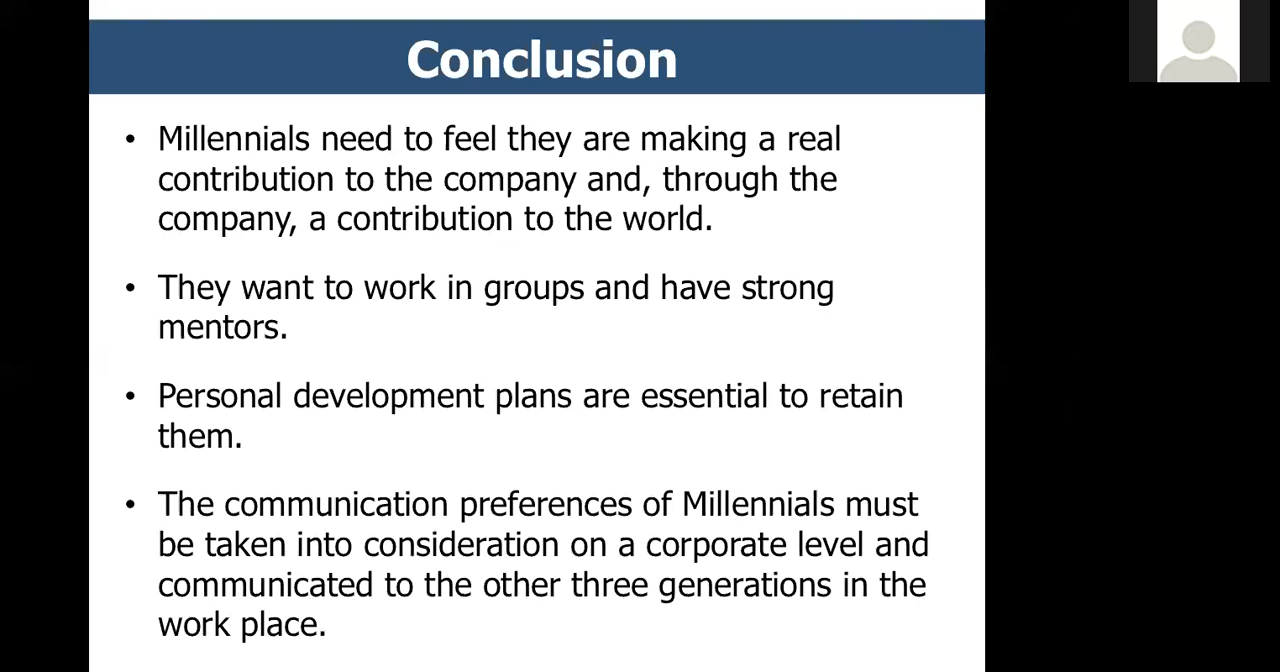 Conclusion
• Millennials need to feel they are making a real
contribution to the company and, through the
company, a contribution to the world.
• They want to work in groups and have strong
mentors.
• Personal development plans are essential to retain
them.
• The communication preferences of Millennials must
be taken into consideration on a corporate level and
communicated to the other three generations in the
work place.